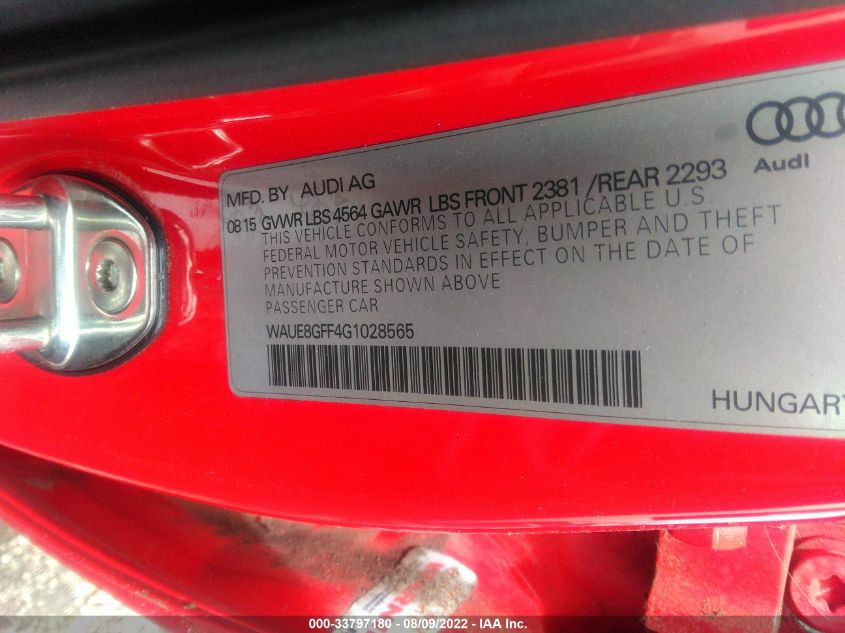 Audi
MFD. BY AUDI AG
0815 GVWR LBS 4564 GAWR LBS FRONT 2381 /REAR 2293
THIS VEHICLE CONFORMS TO ALL APPLICABLE U.S.
FEDERAL MOTOR VEHICLE SAFETY, BUMPER AND THEFT
PREVENTION STANDARDS IN EFFECT ON THE DATE OF
MANUFACTURE SHOWN ABOVE
PASSENGER CAR
WAUE8GFF4G1028565
HUNGARY
000-33797180 - 08/09/2022 - IAA Inc.